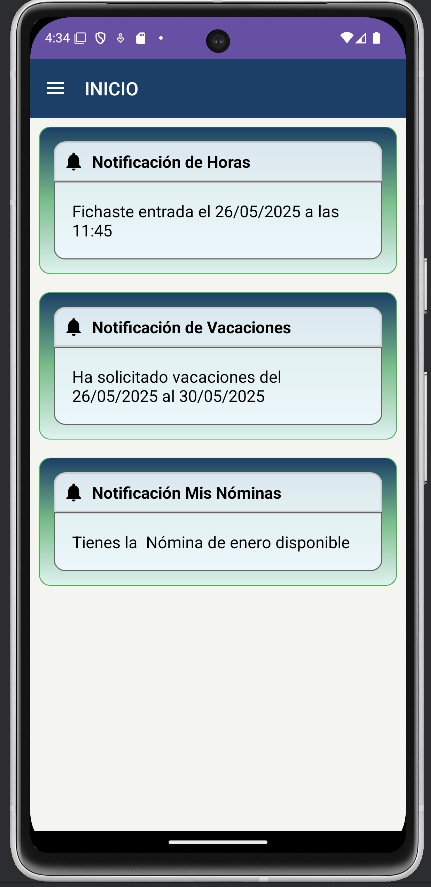 4:34
INICIO
Notificación de Horas
Fichaste entrada el 26/05/2025 a las
11:45
Notificación de Vacaciones
Ha solicitado vacaciones del
26/05/2025 al 30/05/2025
Notificación Mis Nóminas
Tienes la  Nómina de enero disponible